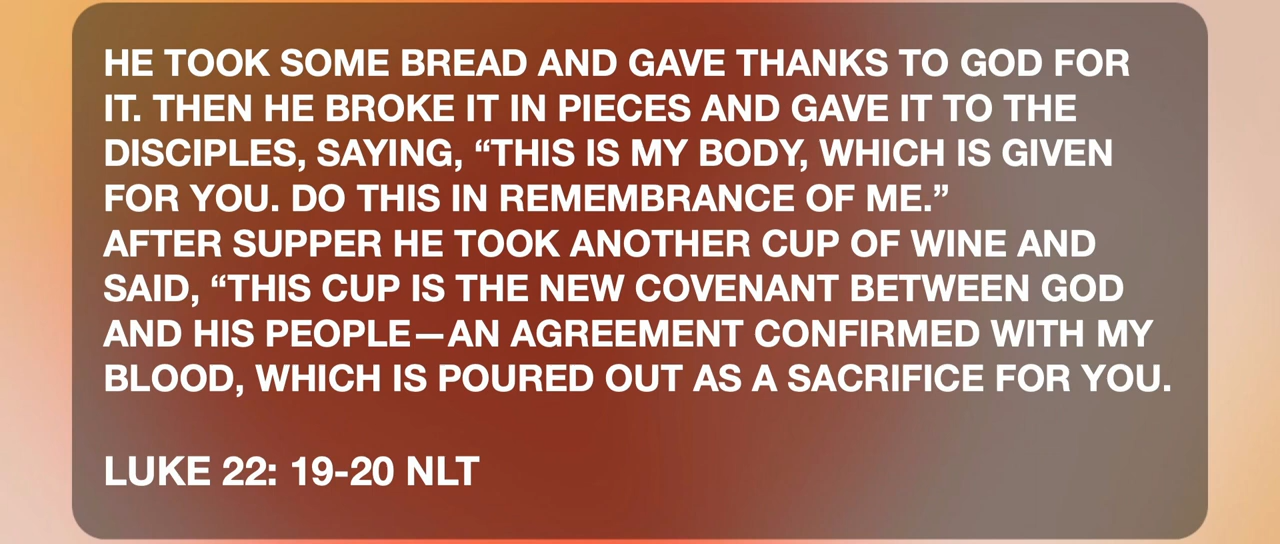 HE TOOK SOME BREAD AND GAVE THANKS TO GOD FOR
IT. THEN HE BROKE IT IN PIECES AND GAVE IT TO THE
DISCIPLES, SAYING, “THIS IS MY BODY, WHICH IS GIVEN
FOR YOU. DO THIS IN REMEMBRANCE OF ME.”
AFTER SUPPER HE TOOK ANOTHER CUP OF WINE AND
SAID, “THIS CUP IS THE NEW COVENANT BETWEEN GOD
AND HIS PEOPLE—AN AGREEMENT CONFIRMED WITH MY
BLOOD, WHICH IS POURED OUT AS A SACRIFICE FOR YOU.
LUKE 22: 19-20 NLT